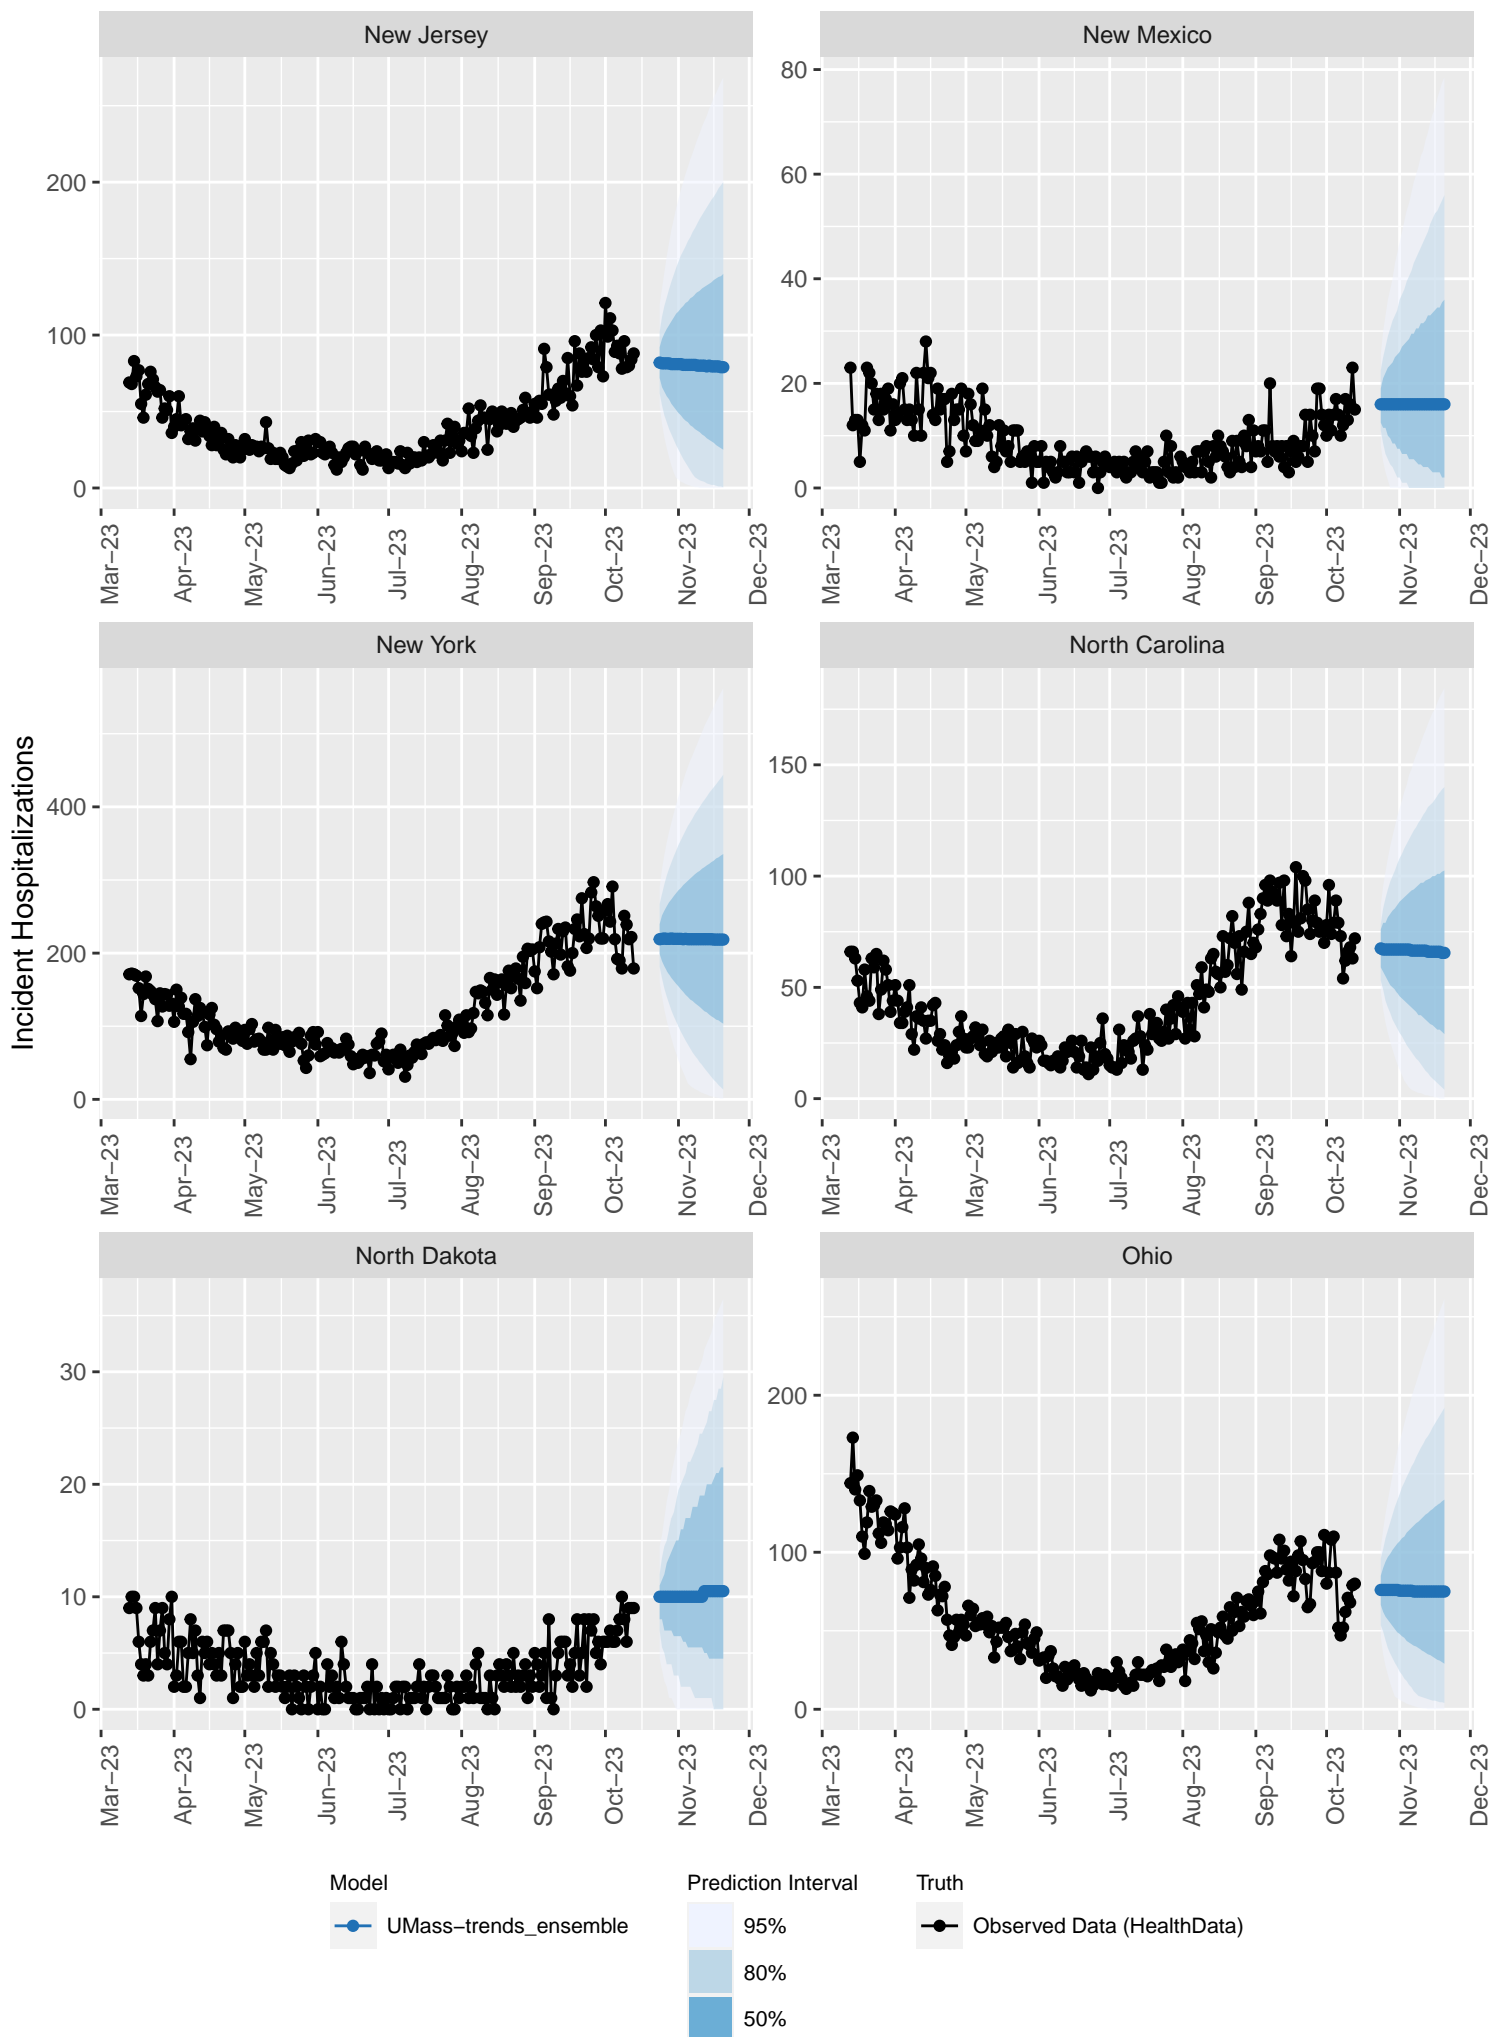 New Jersey
New Mexico
200
100
0
80
60
40
20
0
Mar−23
Apr−23
May−23
Jun−23
Jul−23
Aug−23
Sep−23
Oct−23
Nov−23
Dec−23
Mar−23
Apr−23
May−23
Jun−23
Jul−23
Aug−23
Sep−23
Oct−23
Nov−23
Dec−23
Incident Hospitalizations
New York
North Carolina
400
200
0
150
100
50
0
Mar−23
Apr−23
May−23
Jun−23
Jul−23
Aug−23
Sep−23
Oct−23
Nov−23
Dec−23
Mar−23
Apr−23
May−23
Jun−23
Jul−23
Aug−23
Sep−23
Oct−23
Nov−23
Dec−23
North Dakota
Ohio
30
20
10
0
200
100
0
Mar−23
Apr−23
May−23
Jun−23
Jul−23
Aug−23
Sep−23
Oct−23
Nov−23
Dec−23
Mar−23
Apr−23
May−23
Jun−23
Jul−23
Aug−23
Sep−23
Oct−23
Nov−23
Dec−23
Model
UMass−trends_ensemble
Prediction Interval
95%
80%
50%
Truth
Observed Data (HealthData)